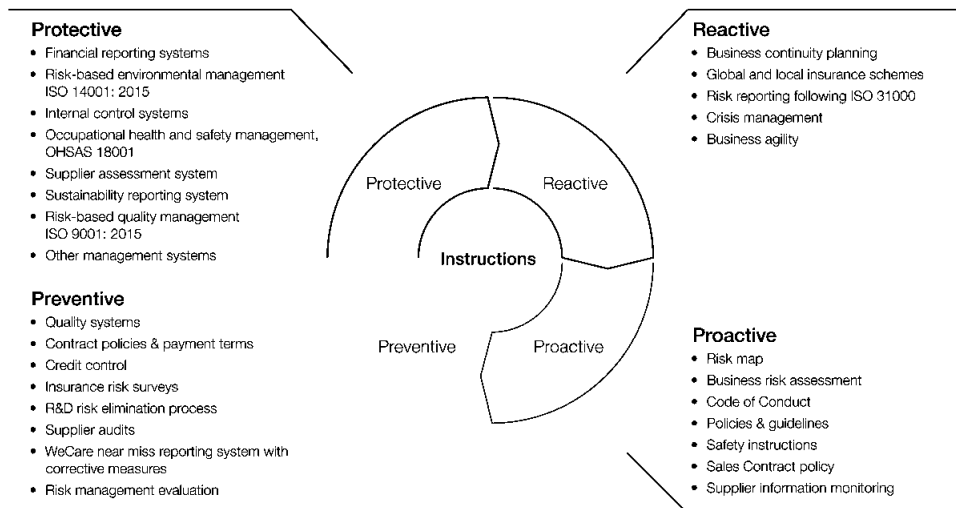 Protective
• Financial reporting systems
• Risk-based environmental management
ISO 14001: 2015
• Internal control systems
• Occupational health and safety management,
OHSAS 18001
• Supplier assessment system
• Sustainability reporting system
• Risk-based quality management
ISO 9001: 2015
• Other management systems
Reactive
• Business continuity planning
• Global and local insurance schemes
• Risk reporting following ISO 31000
• Crisis management
• Business agility
Protective
Reactive
Instructions
Preventive
Proactive
Preventive
• Quality systems
• Contract policies & payment terms
• Credit control
• Insurance risk surveys
• R&D risk elimination process
• Supplier audits
• WeCare near miss reporting system with
corrective measures
• Risk management evaluation
Proactive
• Risk map
• Business risk assessment
• Code of Conduct
• Policies & guidelines
• Safety instructions
• Sales Contract policy
• Supplier information monitoring